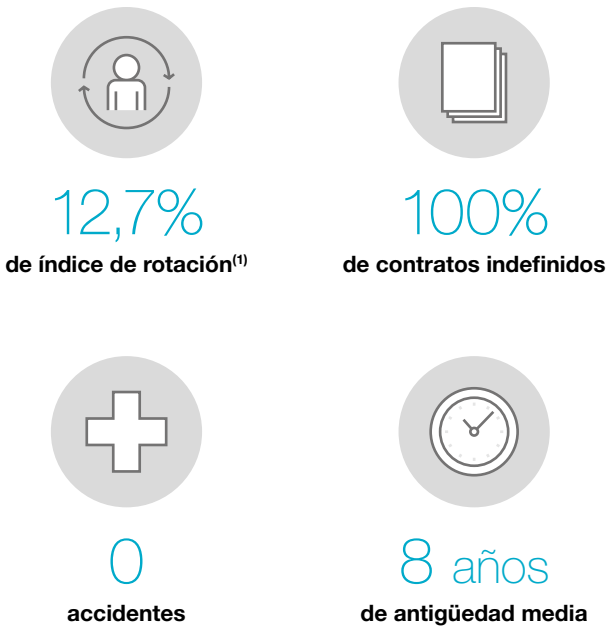 12,7%
de índice de rotación(1)
100%
de contratos indefinidos
0
accidentes
8 años
de antigüedad media